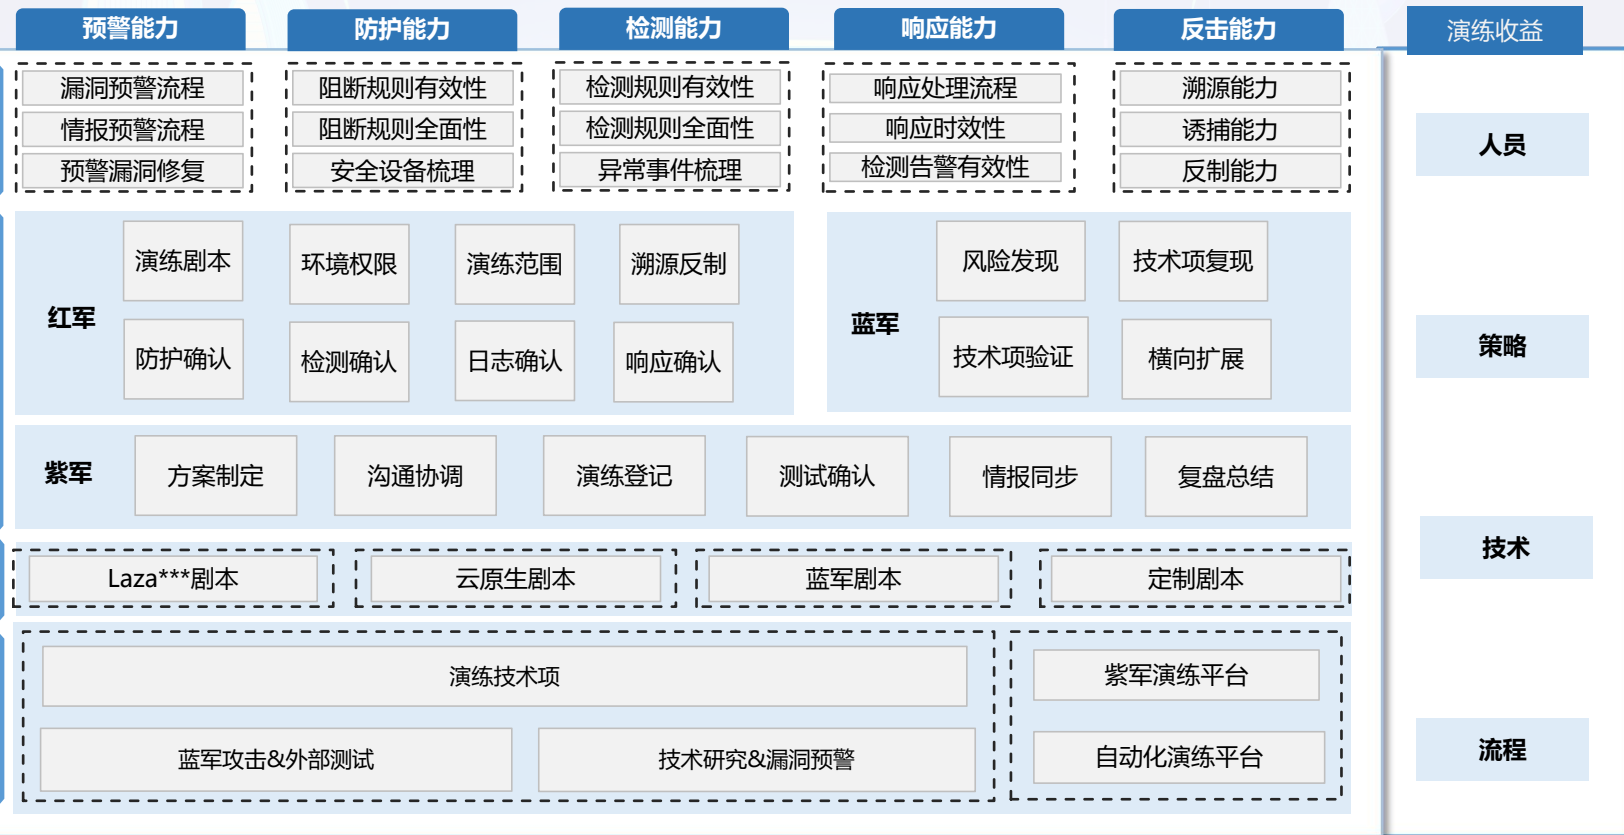 预警能力
防护能力
检测能力
响应能力
反击能力
演练收益
漏洞预警流程
情报预警流程
预警漏洞修复
阻断规则有效性
阻断规则全面性
安全设备梳理
检测规则有效性
检测规则全面性
异常事件梳理
响应处理流程
响应时效性
检测告警有效性
溯源能力
诱捕能力
反制能力
人员
红军
演练剧本
环境权限
演练范围
溯源反制
防护确认
检测确认
日志确认
响应确认
蓝军
风险发现
技术项复现
技术项验证
横向扩展
策略
紫军
方案制定
沟通协调
演练登记
测试确认
情报同步
复盘总结
技术
Laza***剧本
云原生剧本
蓝军剧本
定制剧本
演练技术项
蓝军攻击&外部测试
技术研究&漏洞预警
紫军演练平台
自动化演练平台
流程